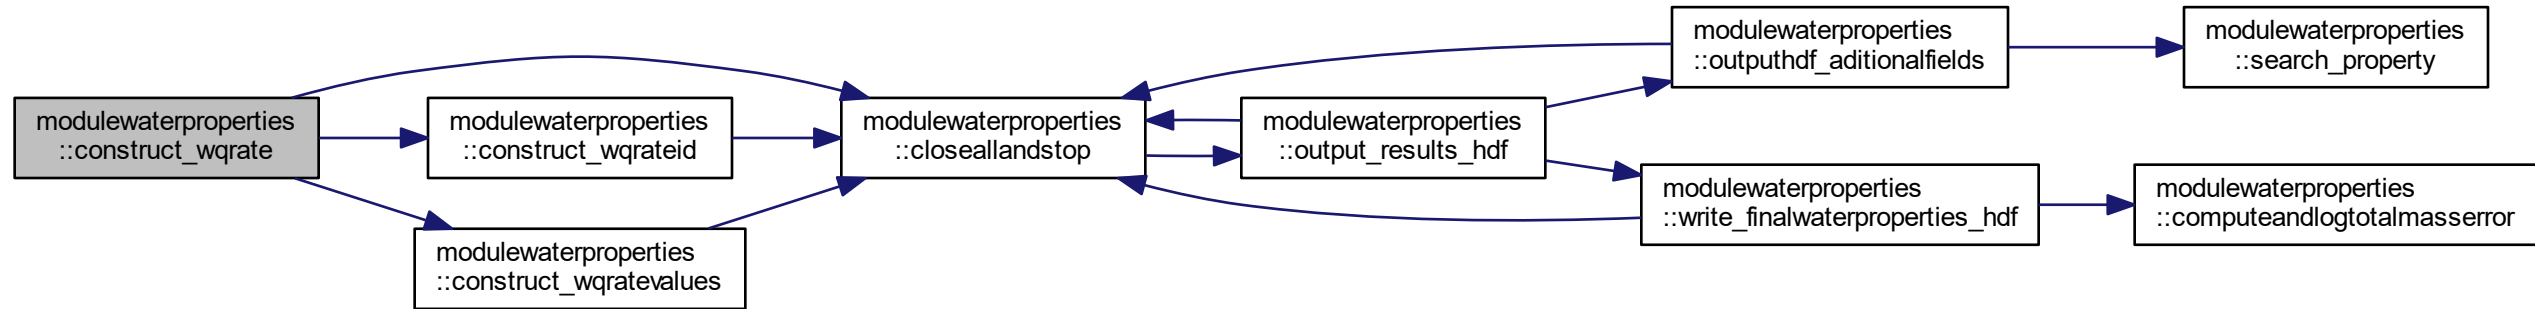 modulewaterproperties
::construct_wqrate
modulewaterproperties
::construct_wqrateid
modulewaterproperties
::construct_wqratevalues
modulewaterproperties
::closeallandstop
modulewaterproperties
::output_results_hdf
modulewaterproperties
::outputhdf_aditionalfields
modulewaterproperties
::write_finalwaterproperties_hdf
modulewaterproperties
::search_property
modulewaterproperties
::computeandlogtotalmasserror